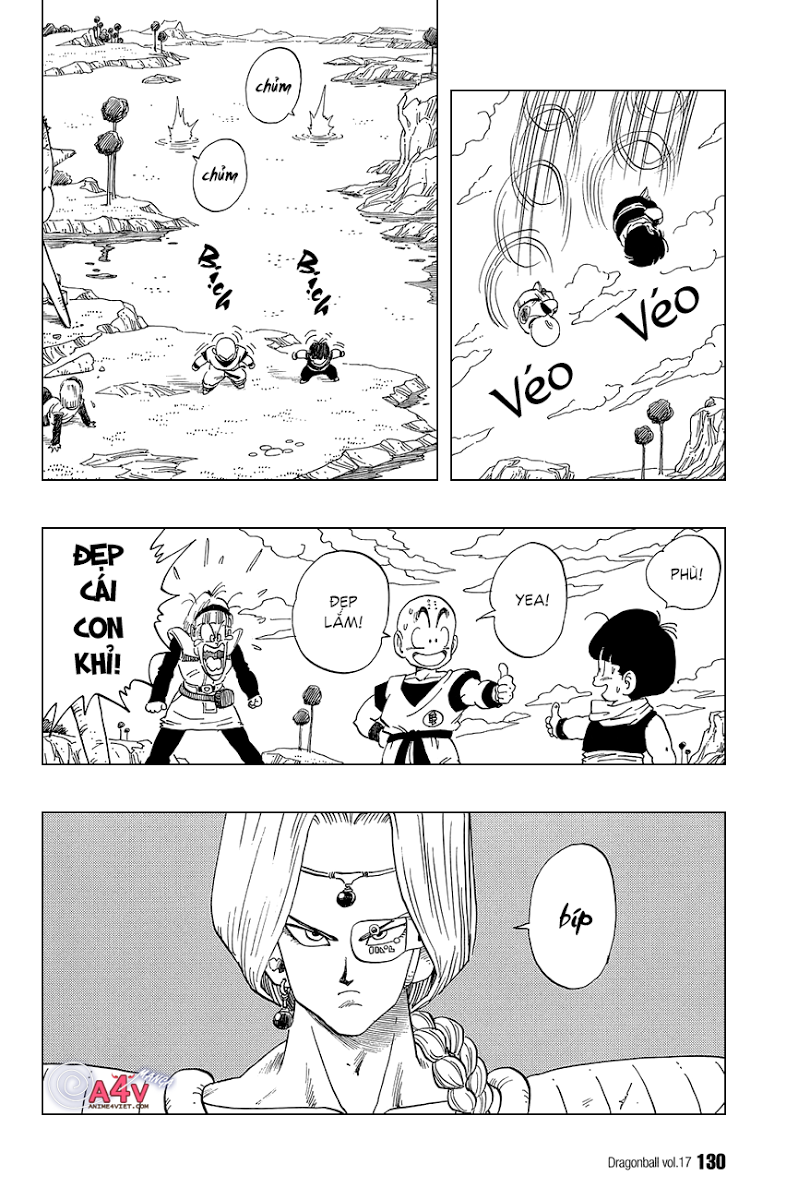 Véo
Véo
chủm
chủm
Bịch
Bịch
PHÙ!
YEA!
ĐẸP
LẮM!
ĐẸP
CÁI
CON
KHỈ!
bíp
A4V
MANGA
ANIME4VIET.COM
Dragonball vol.17 130